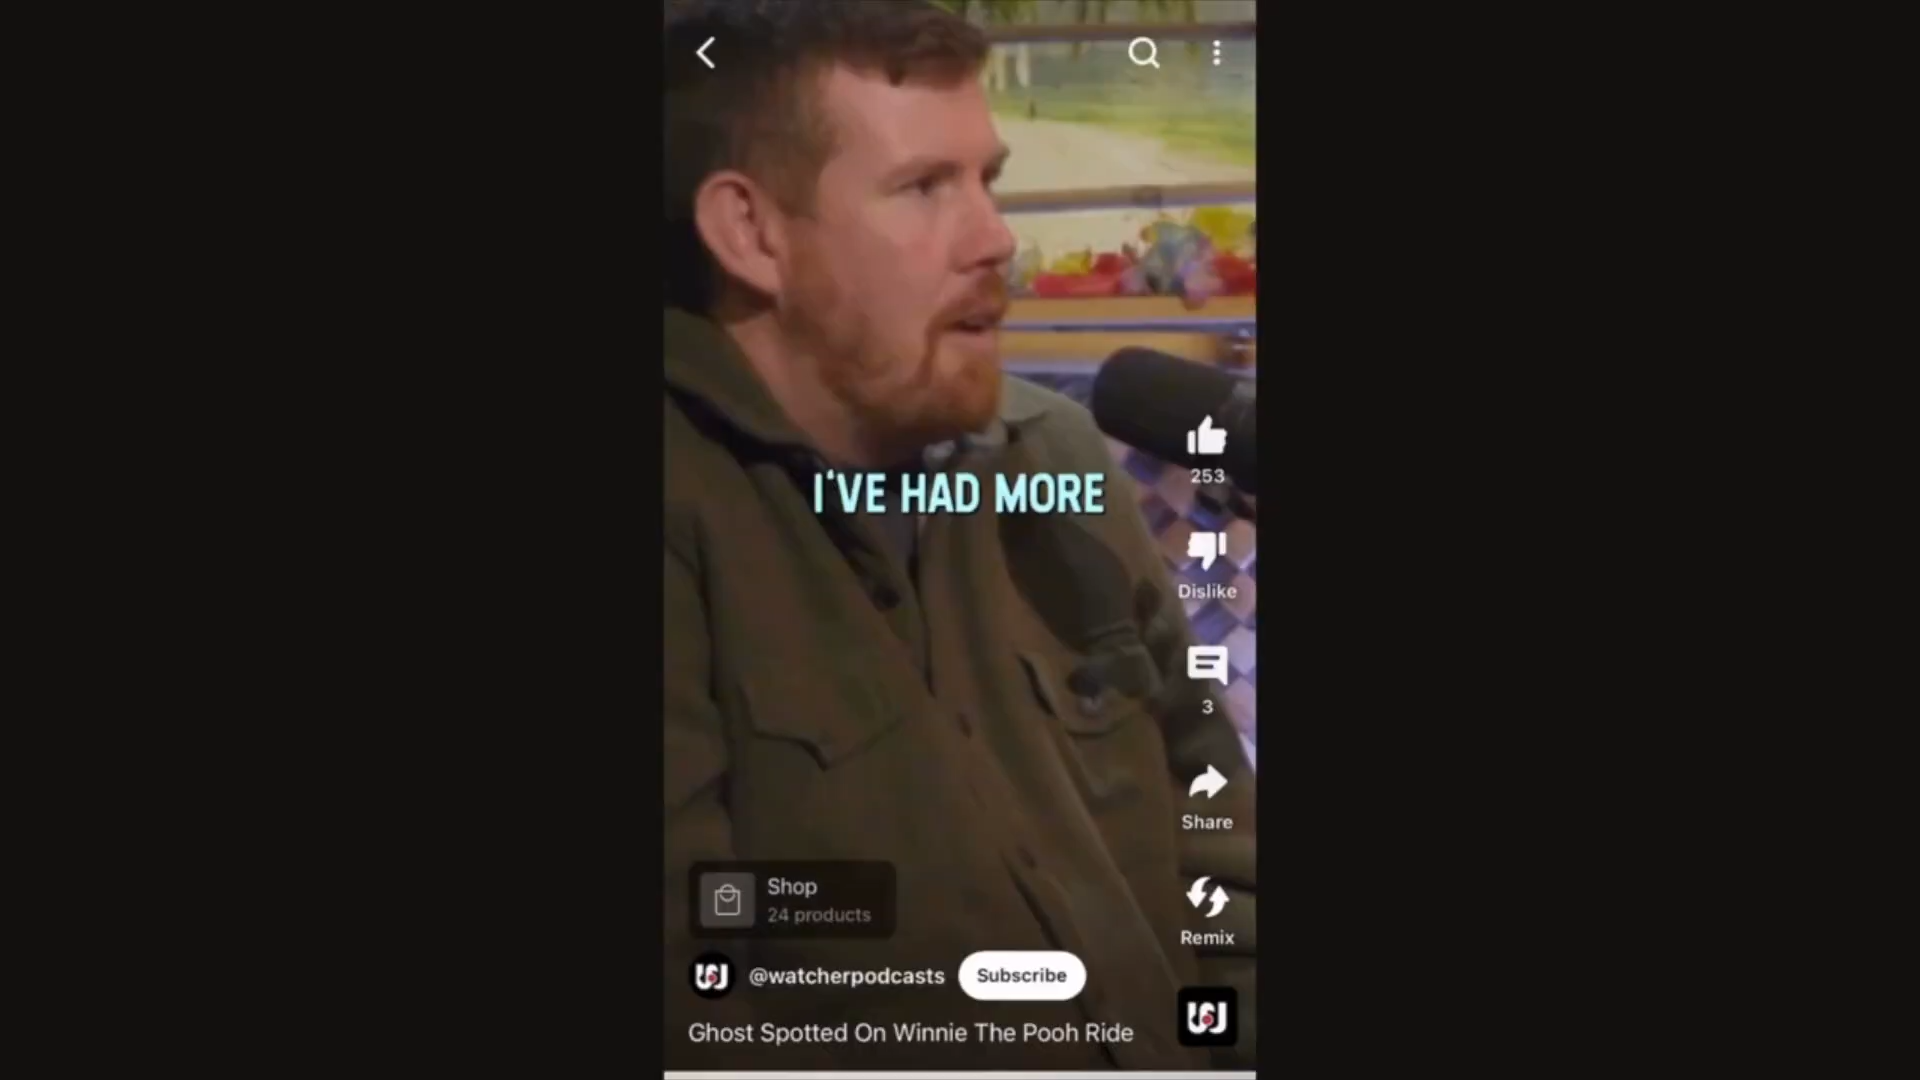 I'VE HAD MORE
253
Dislike
3
Share
Shop
24 products
Remix
@watcherpodcasts
Subscribe
Ghost Spotted On Winnie The Pooh Ride